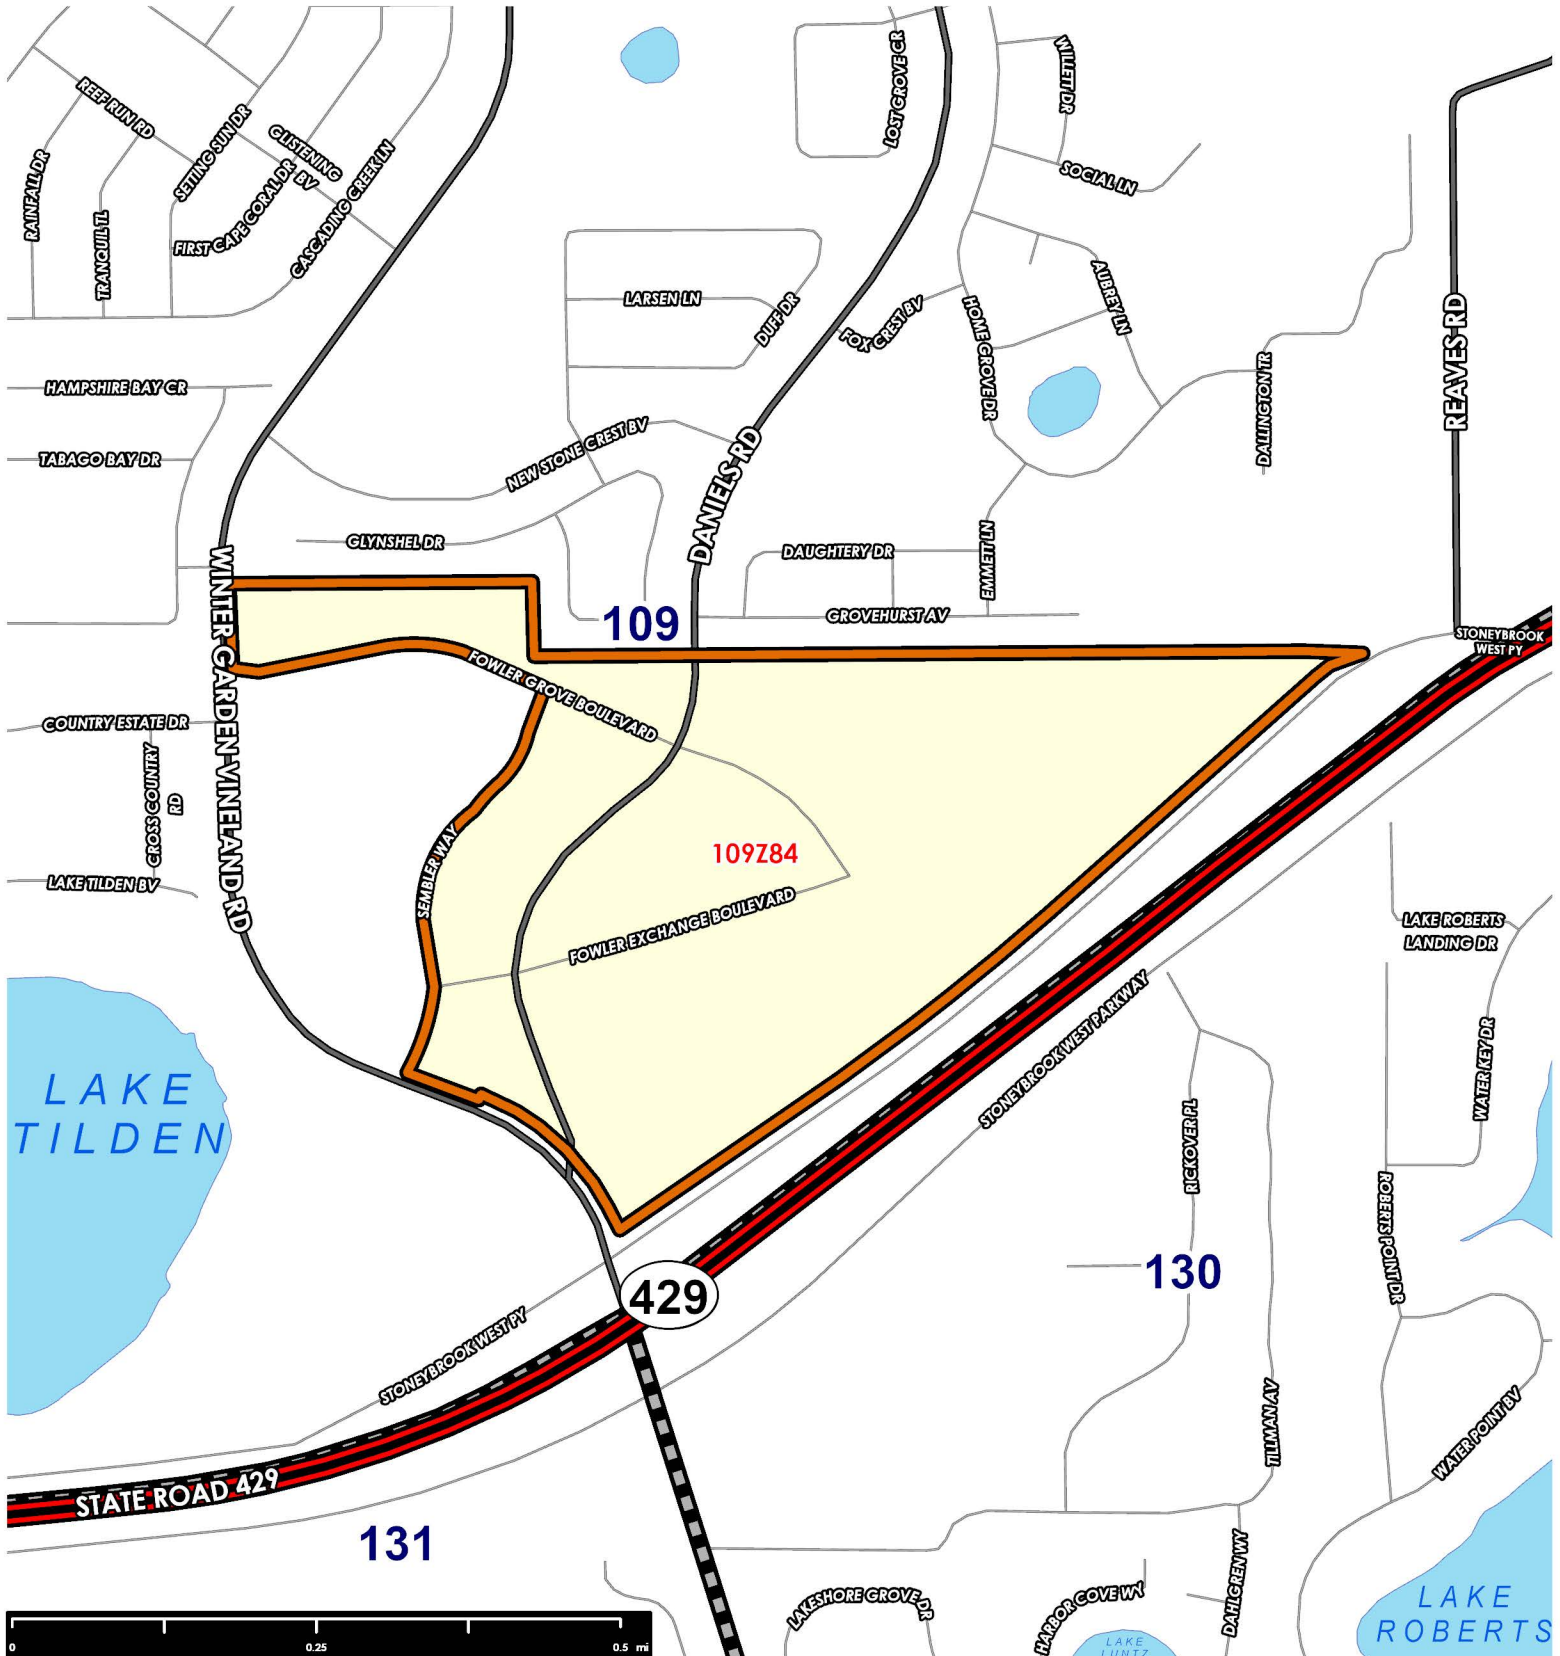 REEF RUN RD
SETTING SUN DR
GLISTENING
BV
FIRST CAPE CORAL DR
CASCADING CREEK LN
RAINFALL DR
TRANQUIL TL
LOST GROVE CR
WILLETT DR
SOCIAL LN
LARSEN LN
DUFF DR
FOX CREST BV
HOME GROVE DR
AUBREY LN
DALLINGTON TR
REAVES RD
HAMPSHIRE BAY CR
TABAGO BAY DR
NEW STONE CREST BV
DANIELS RD
GLYNSHEL DR
DAUGHTERY DR
EMMETT LN
GROVEHURST AV
109
WINTER GARDEN-VINELAND RD
STONEYBROOK
WEST PY
FOWLER GROVE BOULEVARD
COUNTRY ESTATE DR
CROSS COUNTRY
RD
LAKE TILDEN BV
SEMBLER WAY
109Z84
FOWLER EXCHANGE BOULEVARD
LAKE ROBERTS
LANDING DR
STONEYBROOK WEST PARKWAY
WATER KEY DR
LAKE
TILDEN
RICKOVER PL
ROBERTS POINT DR
130
429
STONEYBROOK WEST PY
TILLMAN AV
WATER POINT BV
STATE ROAD 429
131
DAHLGREN WY
LAKESHORE GROVE DR
HARBOR COVE WY
LAKE
ROBERTS
LAKE
LUNTZ
0 0.25 0.5 mi